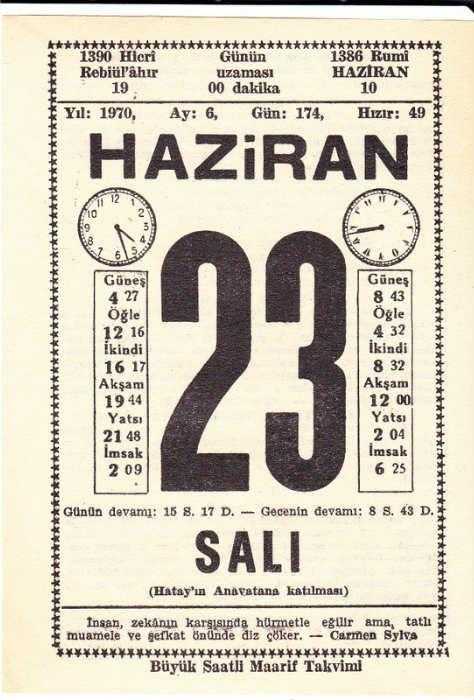 1390 Hicrî Günün 1386 Rumî
Rebiül'âhır uzaması HAZİRAN
19 00 dakika 10
Yıl: 1970, Ay: 6, Gün: 174, Hızır: 49
HAZiRAN
23
Güneş
4 27
Öğle
12 16
İkindi
16 17
Akşam
19 44
Yatsı
21 48
İmsak
2 09
Güneş
8 43
Öğle
4 32
İkindi
8 32
Akşam
12 00
Yatsı
2 04
İmsak
6 25
Günün devamı: 15 S. 17 D. — Gecenin devamı: 8 S. 43 D.
SALI
(Hatay'ın Anavatana katılması)
İnsan, zekânın karşısında hürmetle eğilir ama, tatlı
muamele ve şefkat önünde diz çöker. — Carmen Sylva
Büyük Saatli Maarif Takvimi